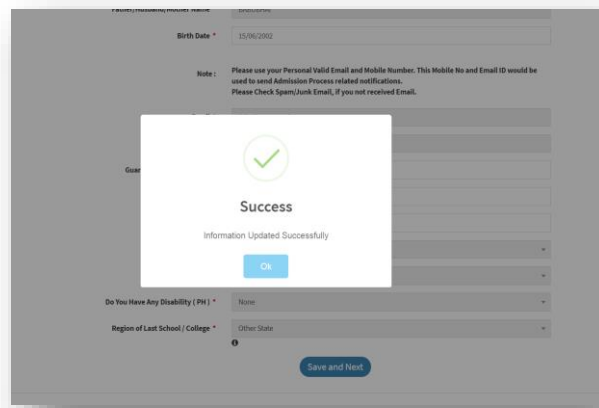 Father/Husband/Mother Name
Birth Date * 15/06/2002
Note : Please use your Personal Valid Email and Mobile Number. This Mobile No and Email ID would be
used to send Admission Process related notifications.
Please Check Spam/Junk Email, if you not received Email.
Guar
Success
Information Updated Successfully
Ok
Do You Have Any Disability ( PH ) * None
Region of Last School / College * Other State
Save and Next